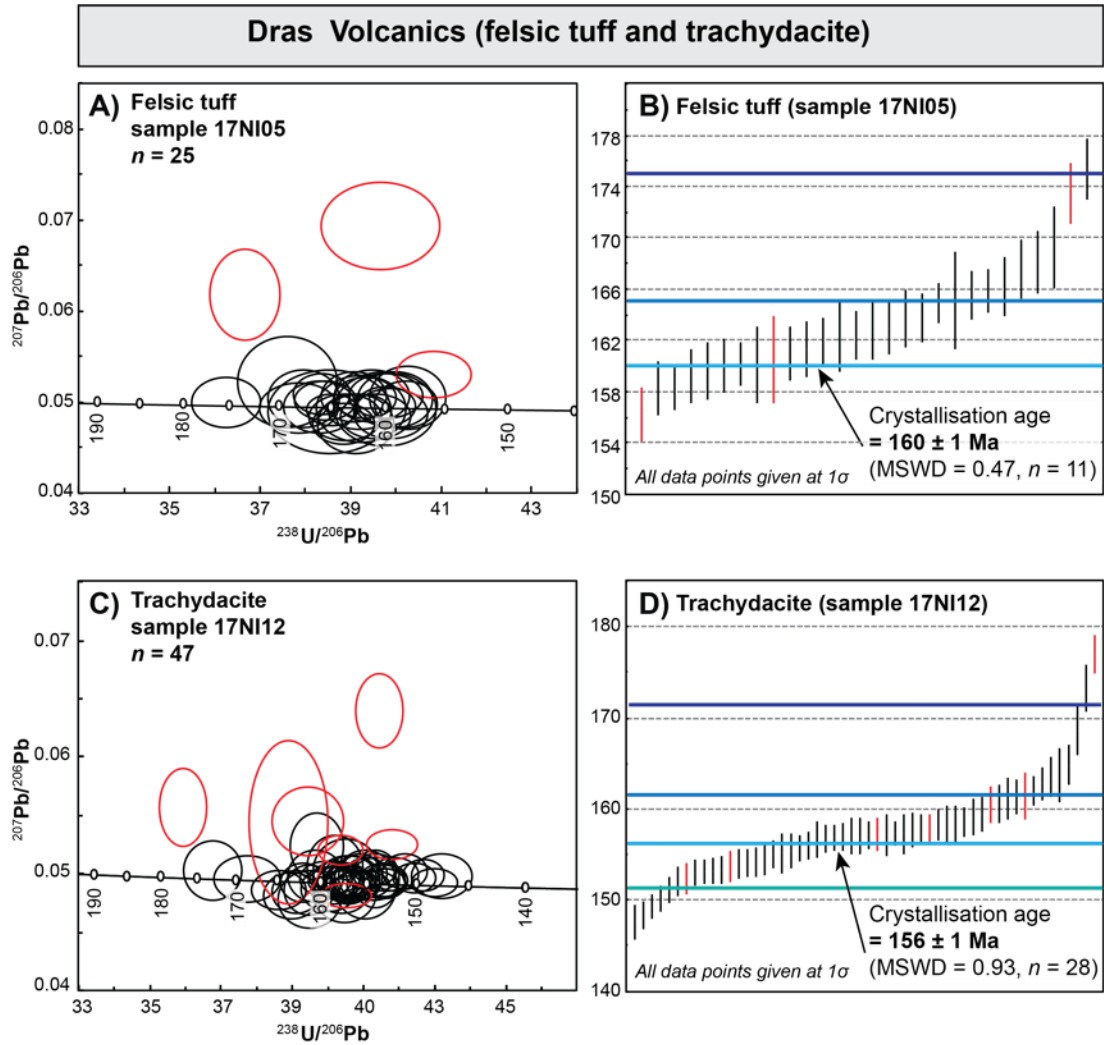 Dras Volcanics (felsic tuff and trachydacite)
A) Felsic tuff
sample 17NI05
n = 25
0.08
0.07
0.06
0.05
0.04
²⁰⁷Pb/²⁰⁶Pb
190
180
170
160
150
33
35
37
39
41
43
²³⁸U/²⁰⁶Pb
B) Felsic tuff (sample 17NI05)
178
174
170
166
162
158
154
150
Crystallisation age
= 160 ± 1 Ma
(MSWD = 0.47, n = 11)
All data points given at 1σ
C) Trachydacite
sample 17NI12
n = 47
0.07
0.06
0.05
0.04
²⁰⁷Pb/²⁰⁶Pb
190
180
170
160
150
140
33
35
37
39
40
43
45
²³⁸U/²⁰⁶Pb
D) Trachydacite (sample 17NI12)
180
170
160
150
140
Crystallisation age
= 156 ± 1 Ma
(MSWD = 0.93, n = 28)
All data points given at 1σ